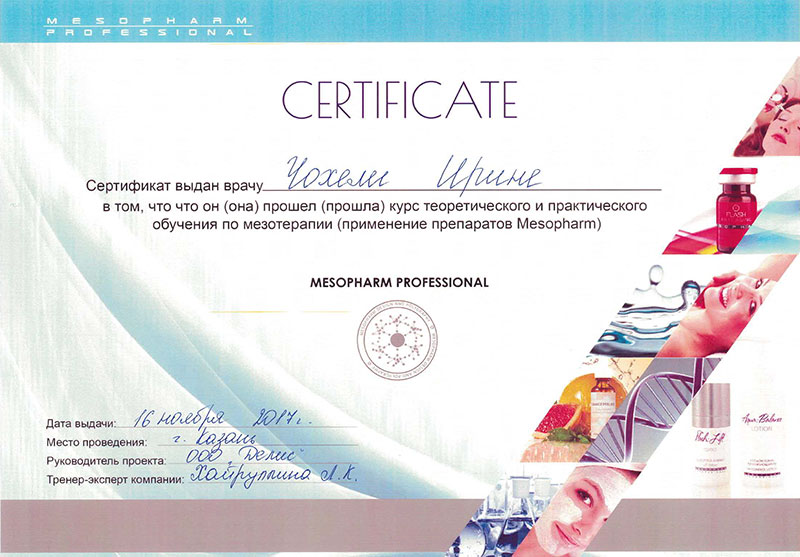 MESOPHARM
PROFESSIONAL
CERTIFICATE
Сертификат выдан врачу Чохели Ирине
в том, что что он (она) прошел (прошла) курс теоретического и практического
обучения по мезотерапии (применение препаратов Mesopharm)
MESOPHARM PROFESSIONAL
Дата выдачи: 16 ноября 2017г.
Место проведения: г. Казань
Руководитель проекта: ООО "Делис"
Тренер-эксперт компании: Хайруллина Л.К.
FLASH
Flash Lift
Aqua Balance
LOTION